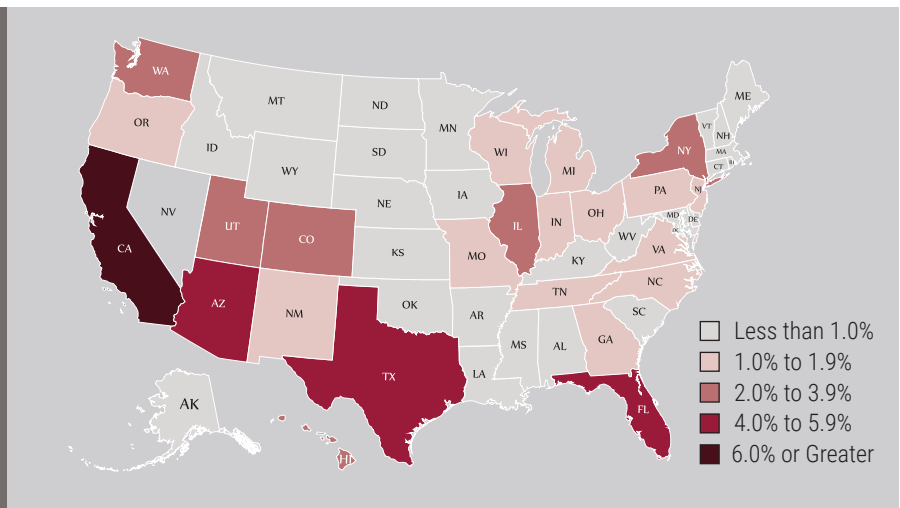 WA
OR
MT
ND
MN
ID
SD
WY
WI
MI
ME
VT
NH
NY
MA
CT
RI
NV
UT
CO
NE
IA
IL
IN
OH
PA
NJ
MD
DE
DC
CA
KS
MO
KY
WV
VA
AZ
NM
OK
AR
TN
NC
SC
TX
LA
MS
AL
GA
FL
AK
HI
Less than 1.0%
1.0% to 1.9%
2.0% to 3.9%
4.0% to 5.9%
6.0% or Greater